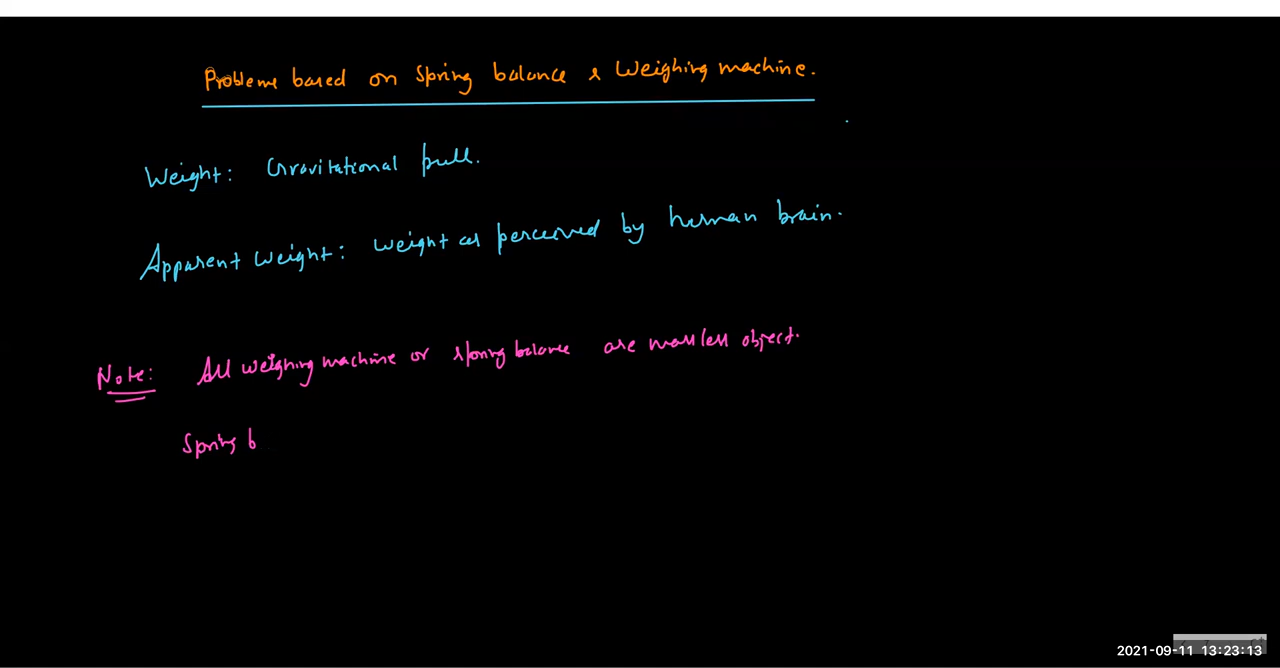 Problems based on Spring balance & Weighing machine.
Weight: Gravitational pull.
Apparent Weight: Weight as perceived by human brain.
Note: All weighing machine or spring balance are massless object.
Spring b
2021-09-11 13:23:13